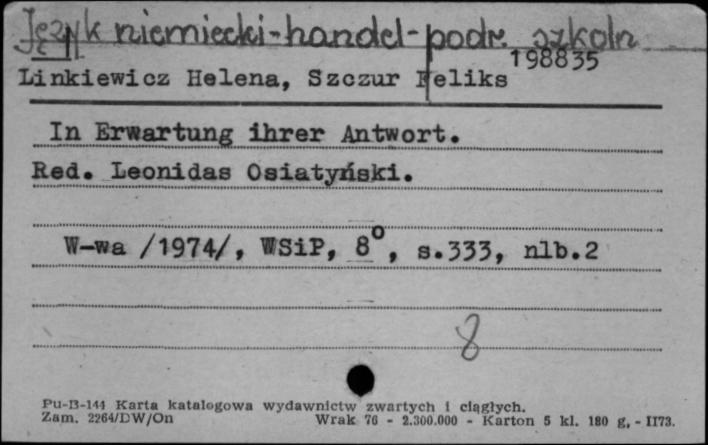 Język niemiecki-handel-podr. szkoln
198835
Linkiewicz Helena, Szczur Feliks
In Erwartung ihrer Antwort.
Red. Leonidas Osiatyński.
W-wa /1974/, WSiP, 8°, s.333, nlb.2
8
Pu-B-144 Karta katalogowa wydawnictw zwartych i ciągłych.
Zam. 2264/DW/On Wrak 76 - 2.300.000 - Karton 5 kl. 180 g, - II73.